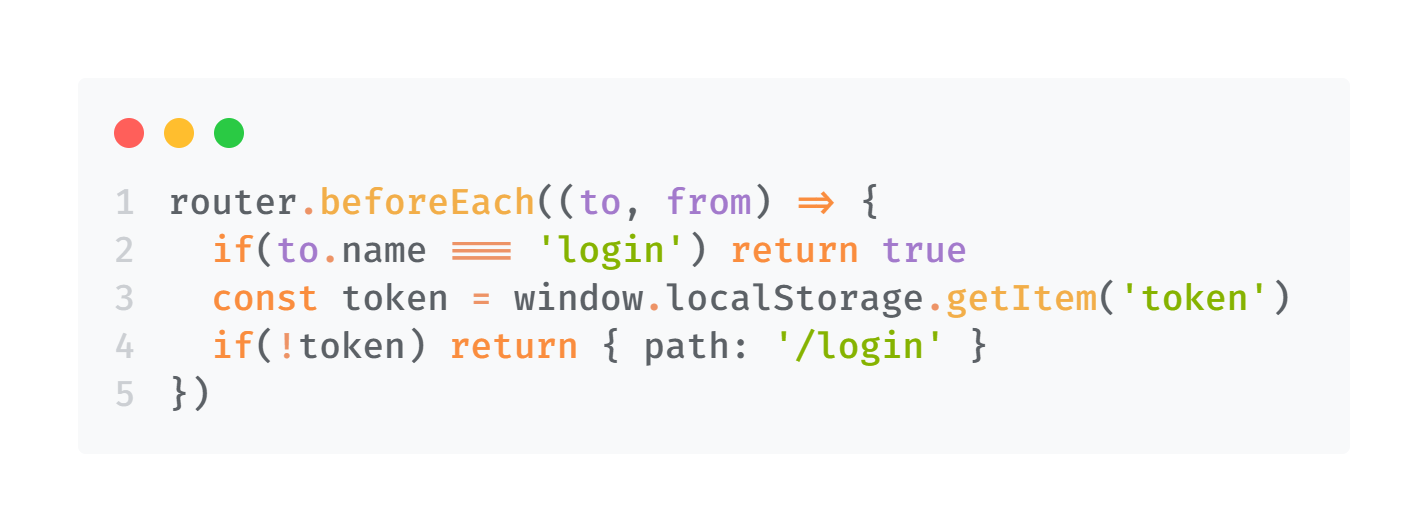 1 router.beforeEach((to, from) => {
2   if(to.name === 'login') return true
3   const token = window.localStorage.getItem('token')
4   if(!token) return { path: '/login' }
5 })